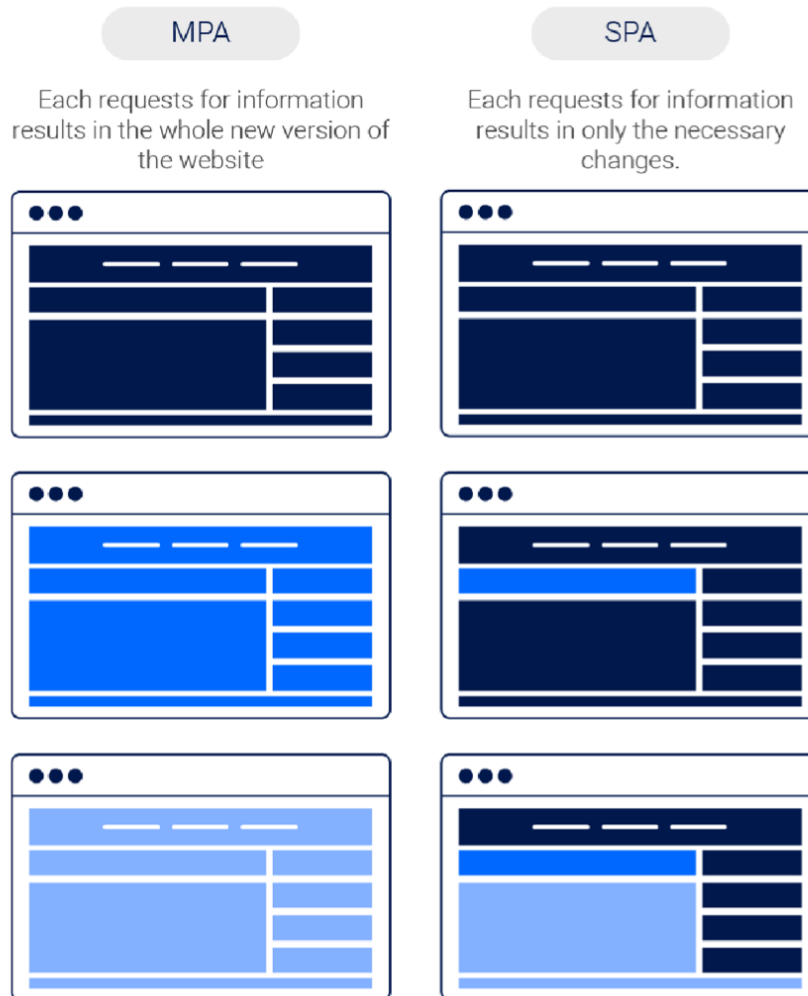 MPA
Each requests for information
results in the whole new version of
the website
SPA
Each requests for information
results in only the necessary
changes.